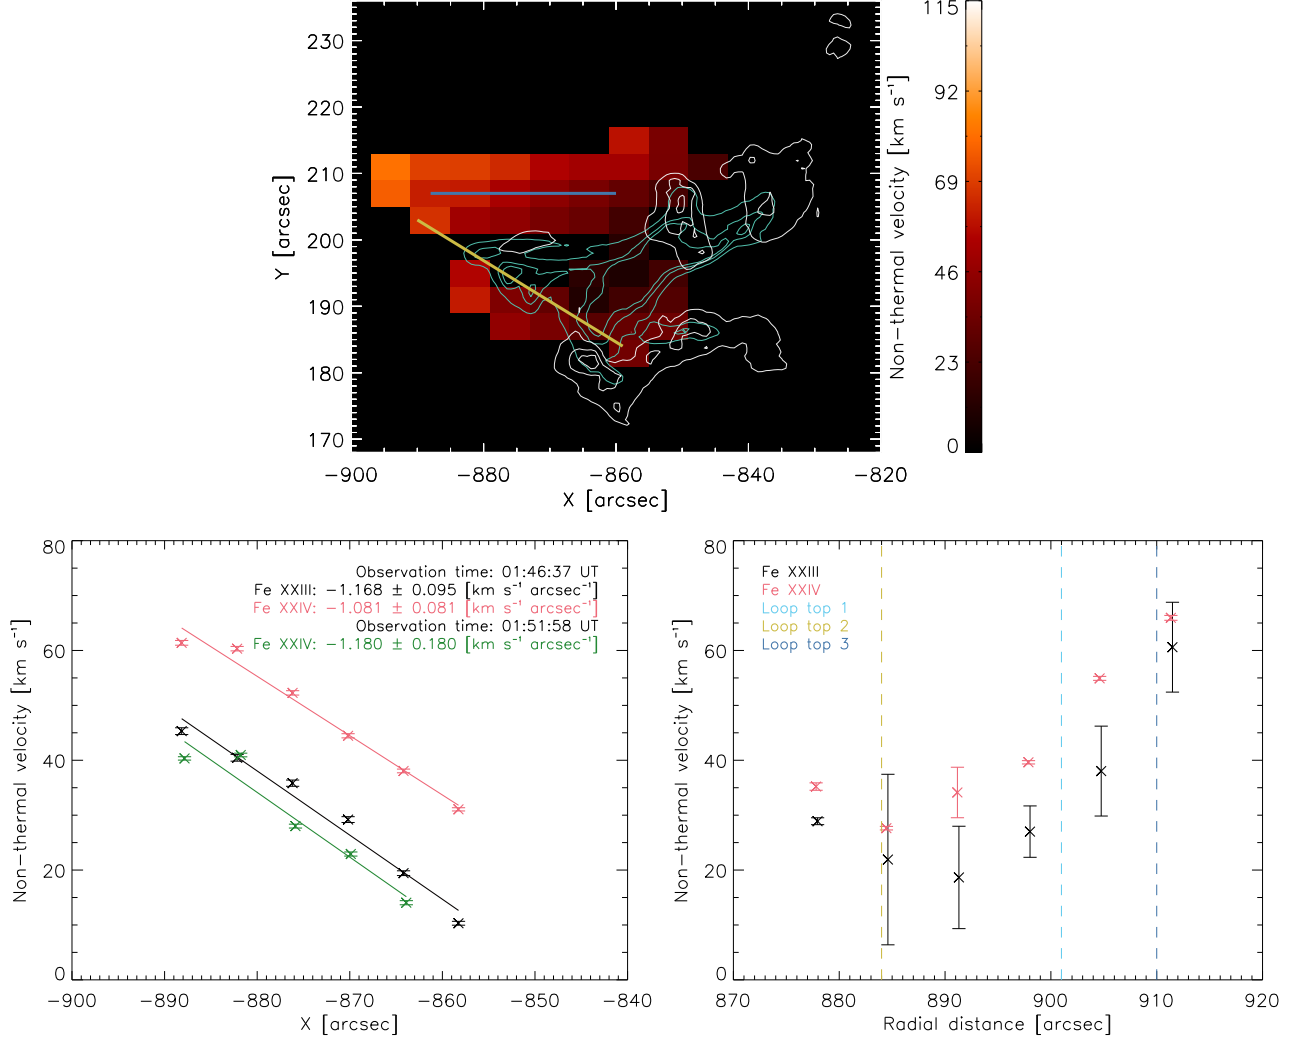 230
220
210
200
190
180
170
Y [arcsec]
−900 −880 −860 −840 −820
X [arcsec]
115
92
69
46
23
0
Non−thermal velocity [km s⁻¹]
80
60
40
20
0
Non−thermal velocity [km s⁻¹]
Observation time: 01:46:37 UT
Fe XXIII: −1.168 ± 0.095 [km s⁻¹ arcsec⁻¹]
Fe XXIV: −1.081 ± 0.081 [km s⁻¹ arcsec⁻¹]
Observation time: 01:51:58 UT
Fe XXIV: −1.180 ± 0.180 [km s⁻¹ arcsec⁻¹]
−900 −890 −880 −870 −860 −850 −840
X [arcsec]
80
60
40
20
0
Non−thermal velocity [km s⁻¹]
Fe XXIII
Fe XXIV
Loop top 1
Loop top 2
Loop top 3
870 880 890 900 910 920
Radial distance [arcsec]